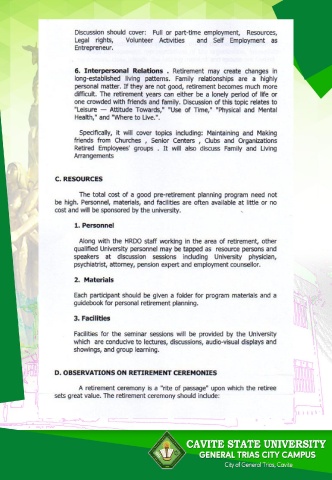 Discussion should cover: Full or part-time employment, Resources,
Legal rights, Volunteer Activities and Self Employment as
Entrepreneur.
6. Interpersonal Relations . Retirement may create changes in
long-established living patterns. Family relationships are a highly
personal matter. If they are not good, retirement becomes much more
difficult. The retirement years can either be a lonely period of life or
one crowded with friends and family. Discussion of this topic relates to
"Leisure — Attitude Towards," "Use of Time," "Physical and Mental
Health," and "Where to Live.".
Specifically, it will cover topics including: Maintaining and Making
friends from Churches , Senior Centers , Clubs and Organizations
Retired Employees' groups . It will also discuss Family and Living
Arrangements
C. RESOURCES
The total cost of a good pre-retirement planning program need not
be high. Personnel, materials, and facilities are often available at little or no
cost and will be sponsored by the university.
1. Personnel
Along with the HRDO staff working in the area of retirement, other
qualified University personnel may be tapped as resource persons and
speakers at discussion sessions including University physician,
psychiatrist, attorney, pension expert and employment counsellor.
2. Materials
Each participant should be given a folder for program materials and a
guidebook for personal retirement planning.
3. Facilities
Facilities for the seminar sessions will be provided by the University
which are conducive to lectures, discussions, audio-visual displays and
showings, and group learning.
D. OBSERVATIONS ON RETIREMENT CEREMONIES
A retirement ceremony is a "rite of passage" upon which the retiree
sets great value. The retirement ceremony should include:
CAVITE STATE UNIVERSITY
GENERAL TRIAS CITY CAMPUS
City of General Trias, Cavite